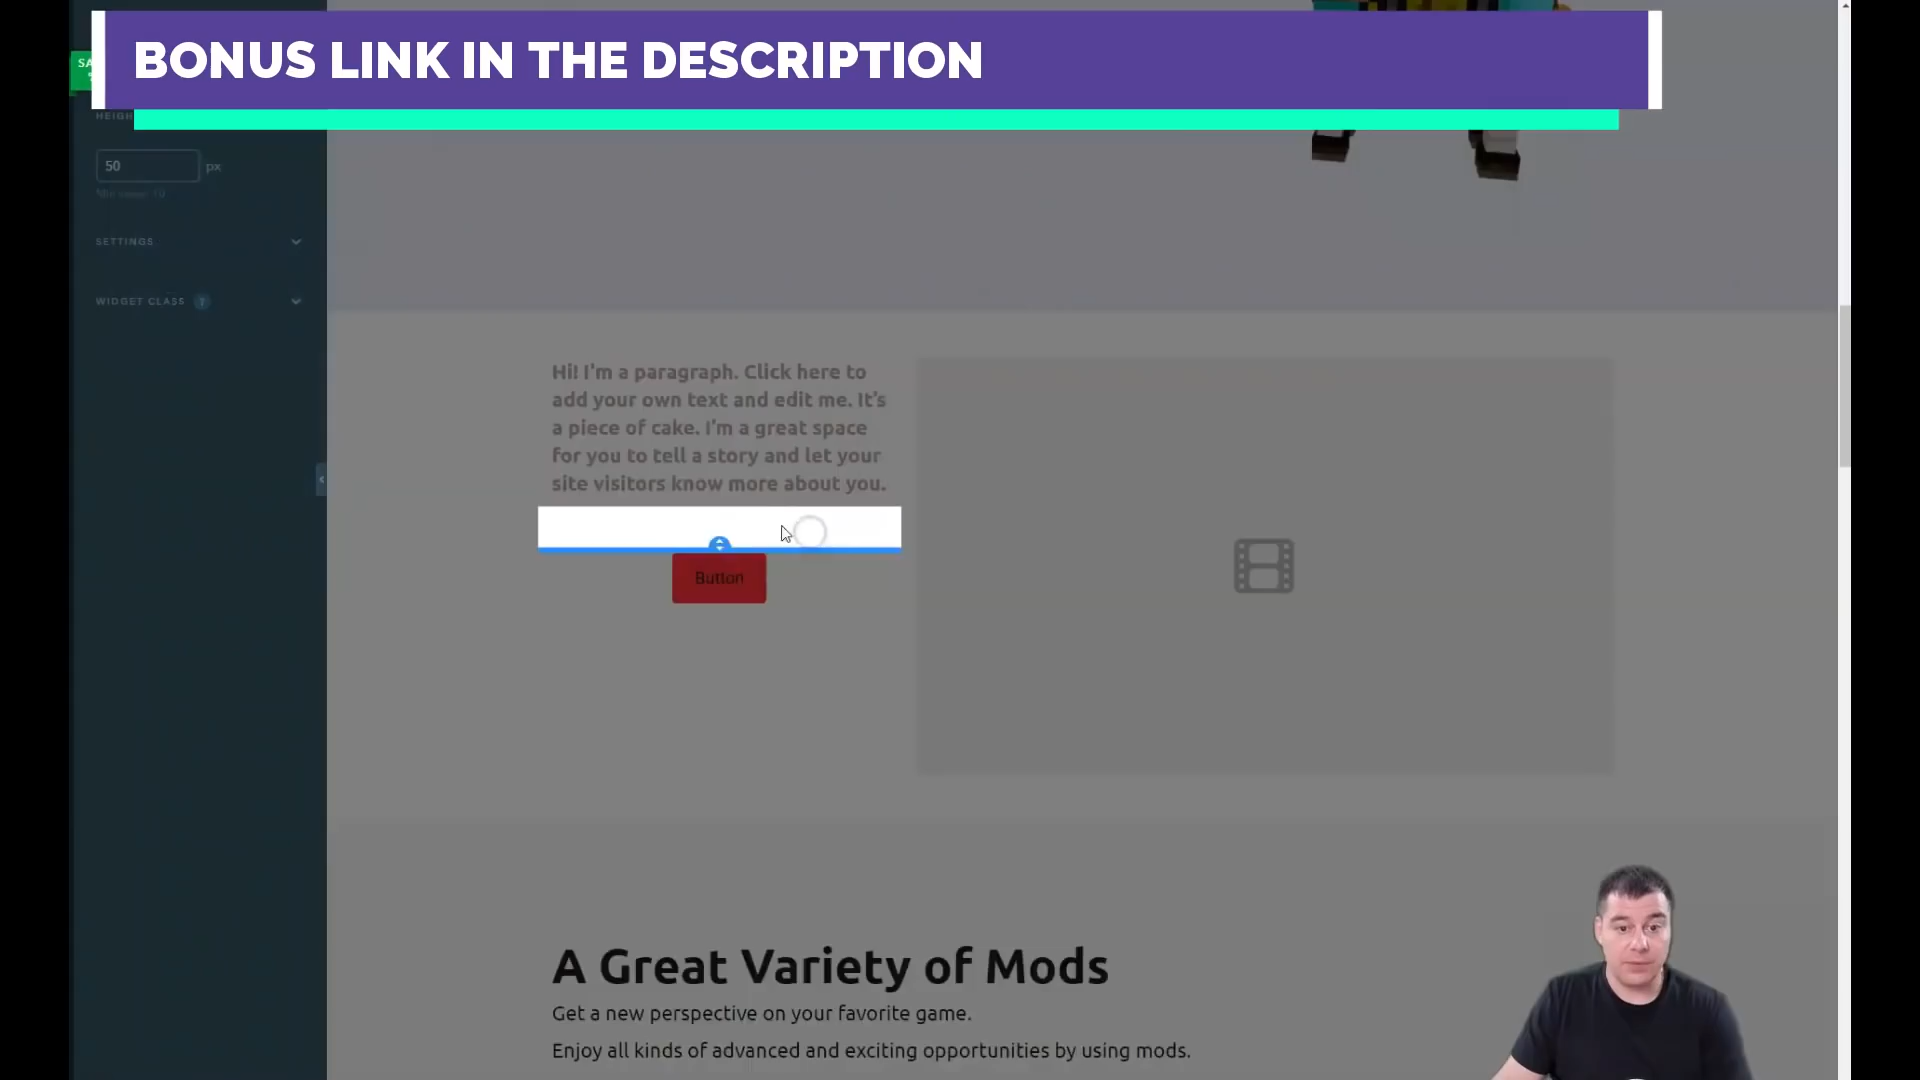 BONUS LINK IN THE DESCRIPTION
SA
HEIGH
50 px
SETTINGS
WIDGET CLASS ?
Hi! I'm a paragraph. Click here to
add your own text and edit me. It's
a piece of cake. I'm a great space
for you to tell a story and let your
site visitors know more about you.
Button
A Great Variety of Mods
Get a new perspective on your favorite game.
Enjoy all kinds of advanced and exciting opportunities by using mods.